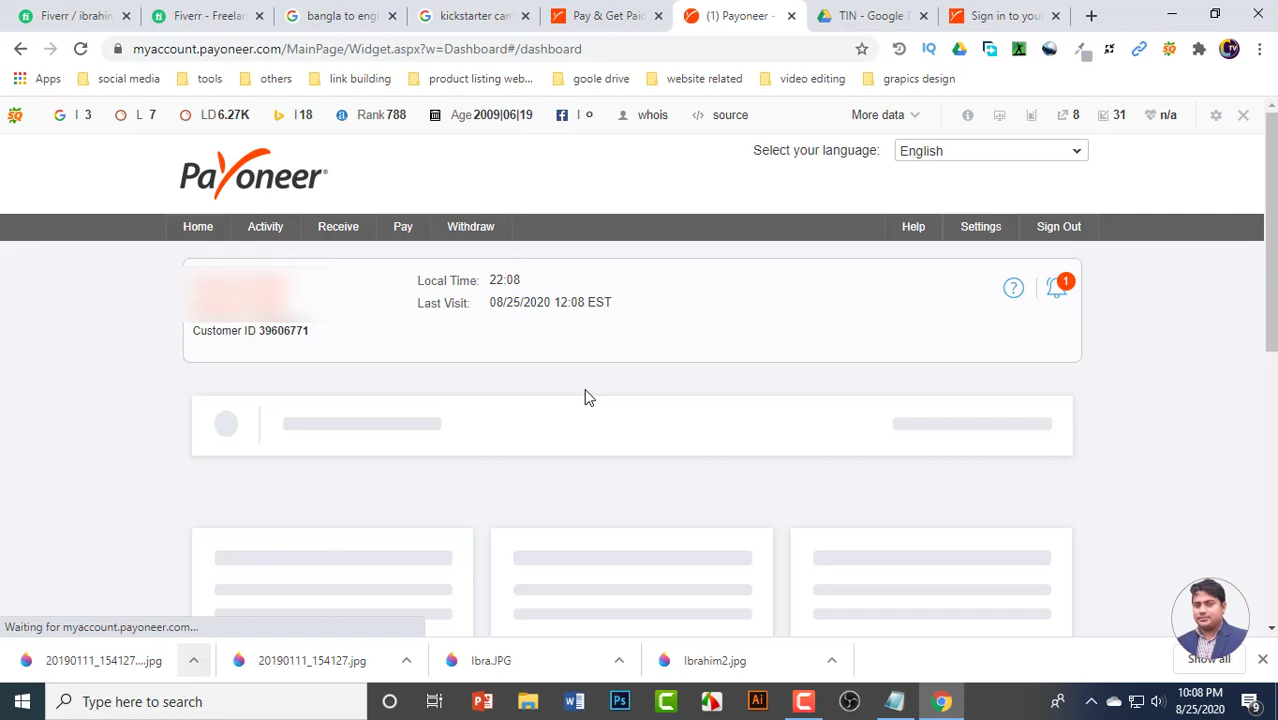 Fiverr / ibrahim
Fiverr - Freelan
bangla to engl
kickstarter cam
Pay & Get Paid
(1) Payoneer -
TIN - Google D
Sign in to your
myaccount.payoneer.com/MainPage/Widget.aspx?w=Dashboard#/dashboard
Apps social media tools others link building product listing web... goole drive website related video editing grapics design
I 3 L 7 LD 6.27K I 18 Rank 788 Age 2009|06|19 I whois source More data 8 31 n/a
Select your language: English
Payoneer
Home Activity Receive Pay Withdraw Help Settings Sign Out
Local Time: 22:08
1
Last Visit: 08/25/2020 12:08 EST
Customer ID 39606771
Waiting for myaccount.payoneer.com...
20190111_154127....jpg 20190111_154127.jpg Ibra.JPG Ibrahim2.jpg Show all
Type here to search
10:08 PM
8/25/2020
9